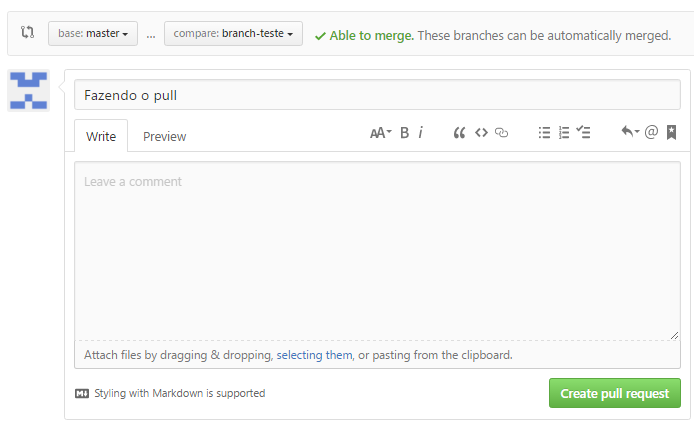 base: master ... compare: branch-teste Able to merge. These branches can be automatically merged.
Fazendo o pull
Write Preview AA B i “ <> @
Leave a comment
Attach files by dragging & dropping, selecting them, or pasting from the clipboard.
M↓ Styling with Markdown is supported Create pull request